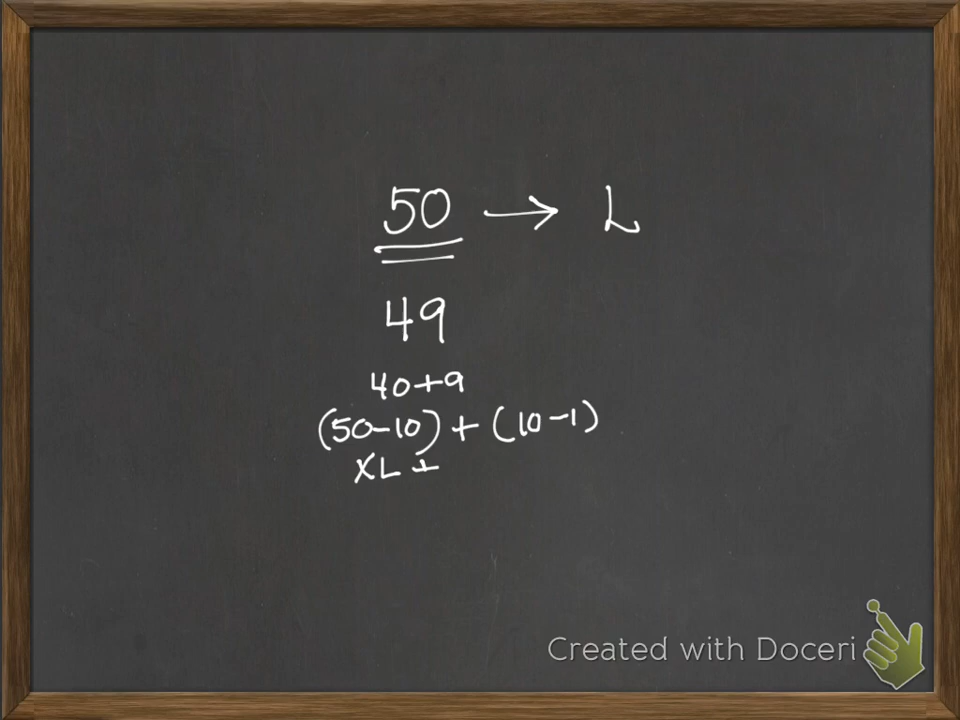 50 → L
49
40+9
(50-10) + (10-1)
XL +
Created with Doceri